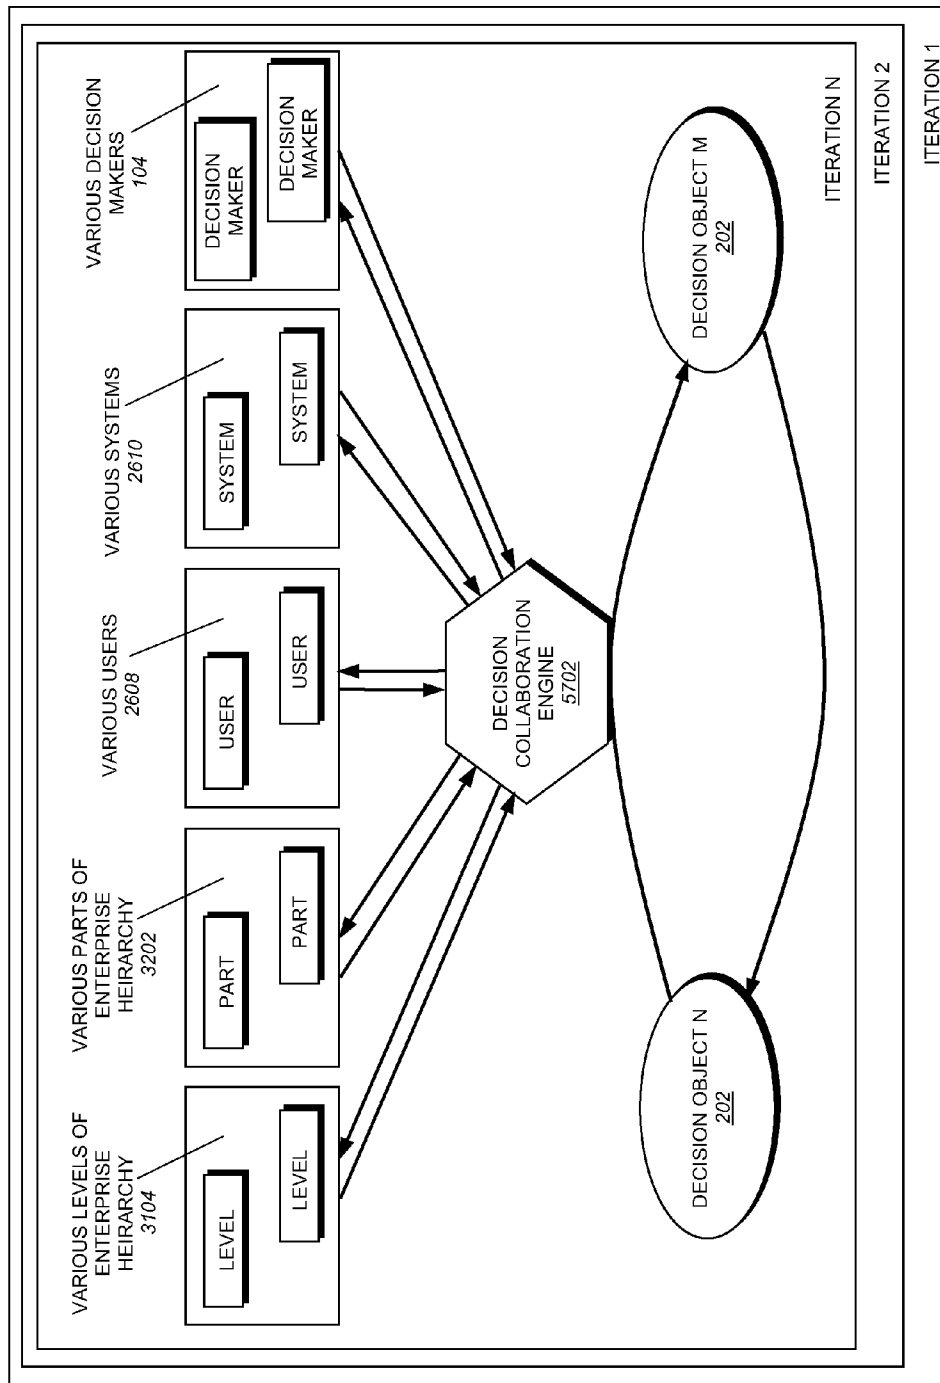 VARIOUS LEVELS OF
ENTERPRISE
HEIRARCHY
3104
VARIOUS PARTS OF
ENTERPRISE
HEIRARCHY
3202
VARIOUS USERS
2608
VARIOUS SYSTEMS
2610
VARIOUS DECISION
MAKERS
104
LEVEL
LEVEL
PART
PART
USER
USER
SYSTEM
SYSTEM
DECISION
MAKER
DECISION
MAKER
DECISION
COLLABORATION
ENGINE
5702
DECISION OBJECT N
202
DECISION OBJECT M
202
ITERATION N
ITERATION 2
ITERATION 1